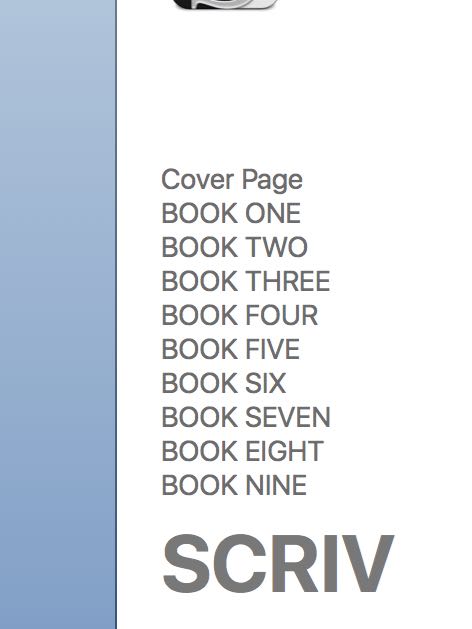 Cover Page
BOOK ONE
BOOK TWO
BOOK THREE
BOOK FOUR
BOOK FIVE
BOOK SIX
BOOK SEVEN
BOOK EIGHT
BOOK NINE
SCRIV